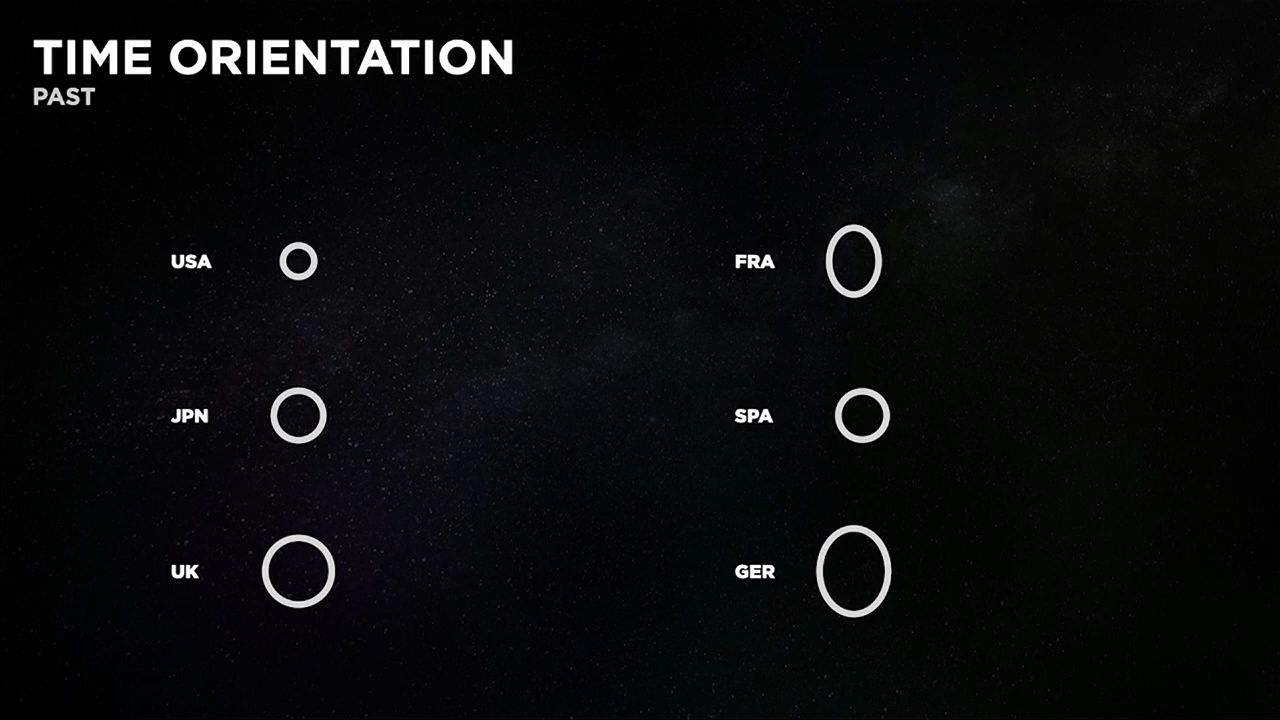 TIME ORIENTATION
PAST
USA
FRA
JPN
SPA
UK
GER